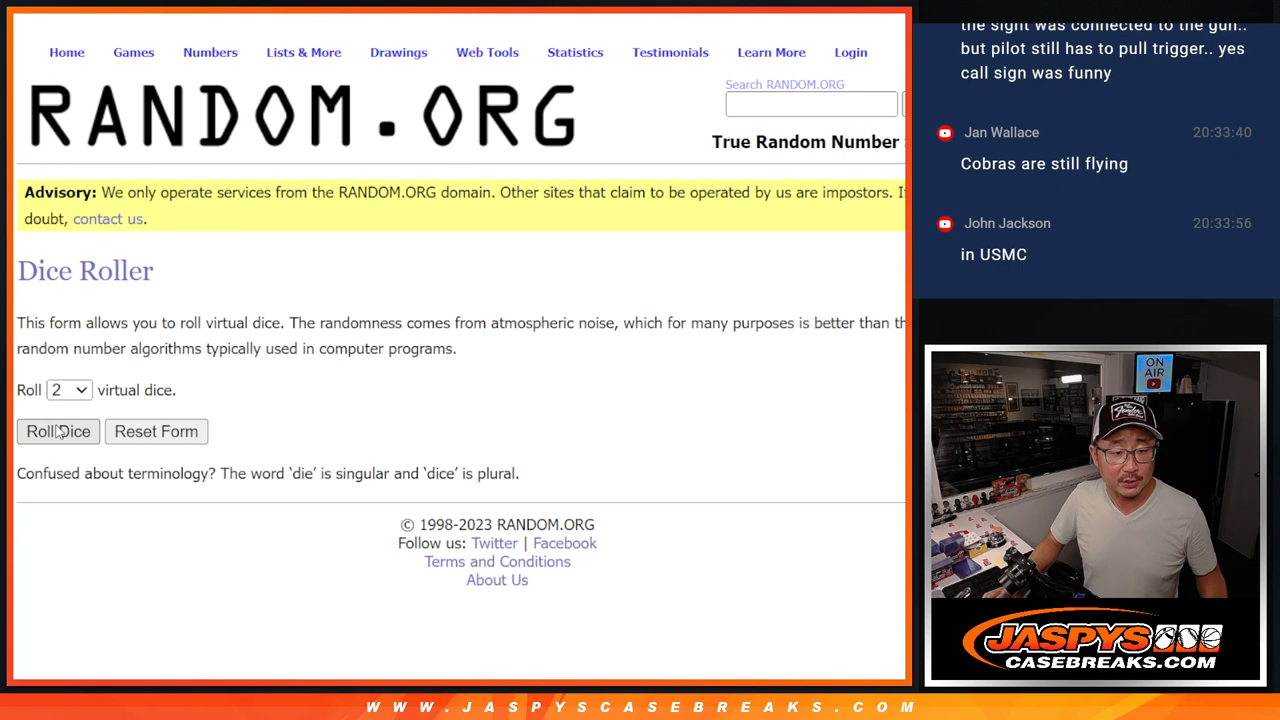 Home Games Numbers Lists & More Drawings Web Tools Statistics Testimonials Learn More Login
RANDOM.ORG
Search RANDOM.ORG
True Random Number
Advisory: We only operate services from the RANDOM.ORG domain. Other sites that claim to be operated by us are impostors. I
doubt, contact us.
Dice Roller
This form allows you to roll virtual dice. The randomness comes from atmospheric noise, which for many purposes is better than th
random number algorithms typically used in computer programs.
Roll 2 virtual dice.
Roll Dice Reset Form
Confused about terminology? The word ‘die’ is singular and ‘dice’ is plural.
© 1998-2023 RANDOM.ORG
Follow us: Twitter | Facebook
Terms and Conditions
About Us
the sight was connected to the gun..
but pilot still has to pull trigger.. yes
call sign was funny
Jan Wallace 20:33:40
Cobras are still flying
John Jackson 20:33:56
in USMC
ON
AIR
Fender
JASPYS
CASEBREAKS.COM
WWW.JASPYSCASEBREAKS.COM